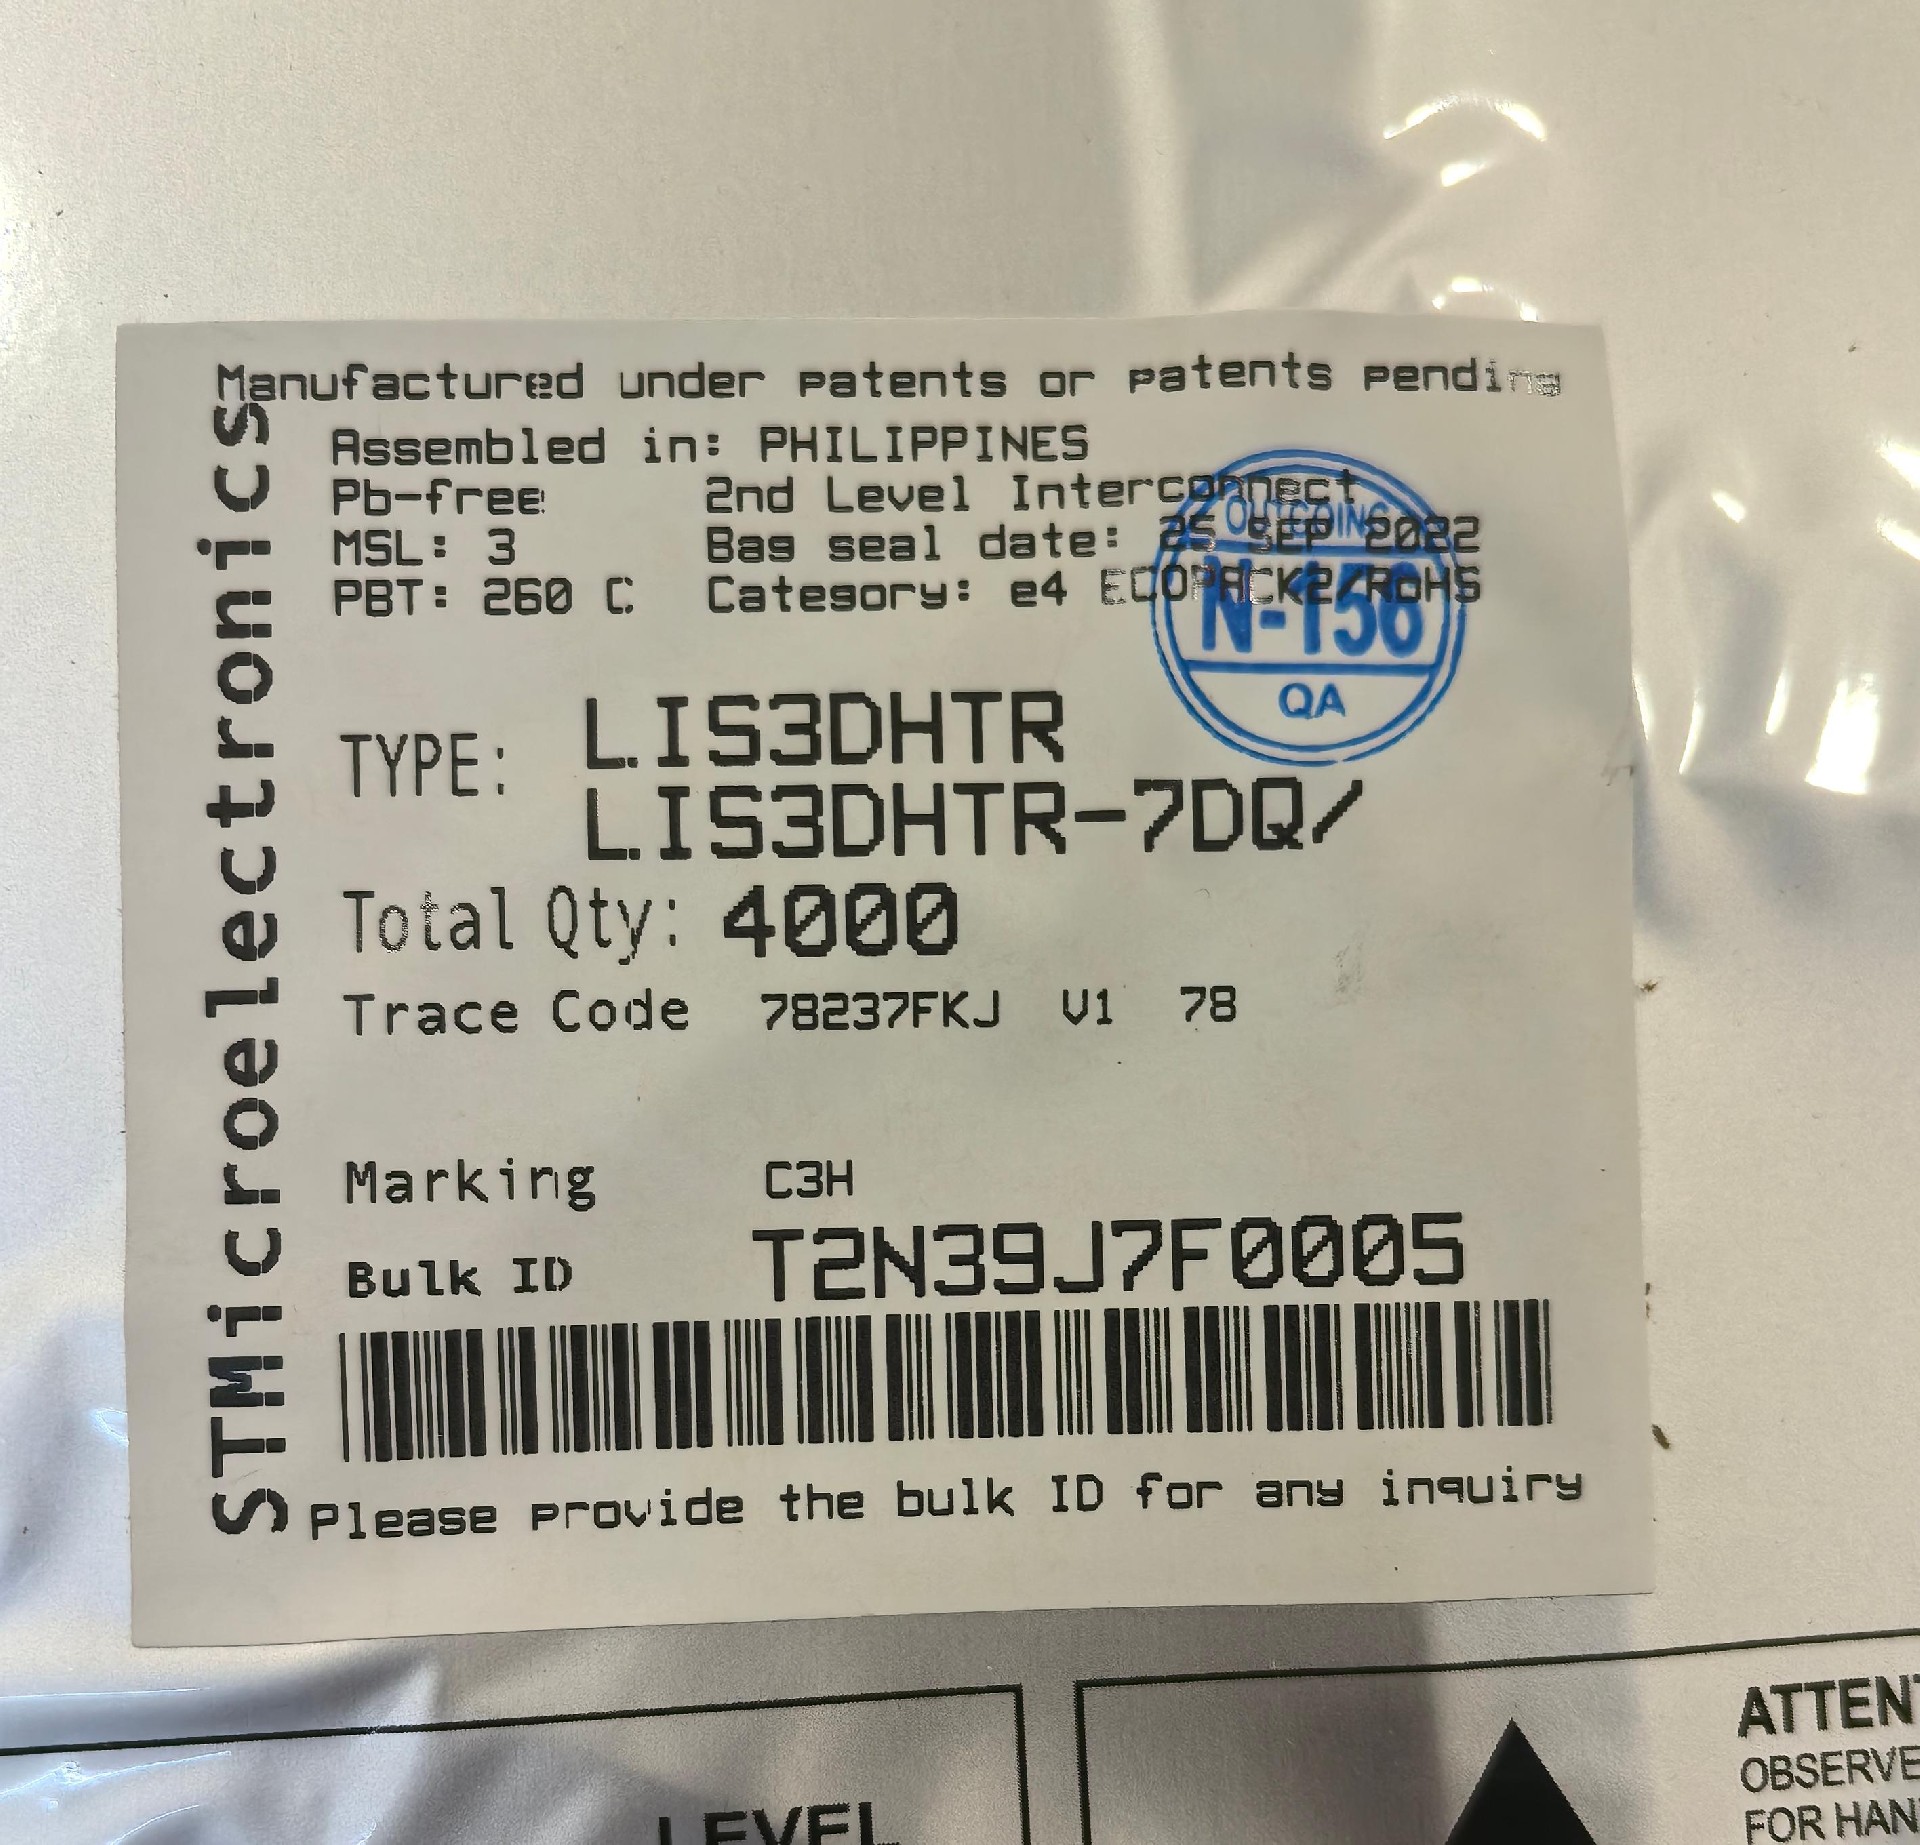 STMicroelectronics
Manufactured under patents or patents pending
Assembled in: PHILIPPINES
Pb-free 2nd Level Interconnect
MSL: 3 Bag seal date: 25 SEP 2022
PBT: 260 C Category: e4 ECOPACK2/RoHS
OUTGOING
N-156
QA
TYPE: LIS3DHTR
LIS3DHTR-7DQ/
Total Qty: 4000
Trace Code 78237FKJ V1 78
Marking C3H
Bulk ID T2N39J7F0005
Please provide the bulk ID for any inquiry
LEVEL
ATTENT
OBSERVE
FOR HAN